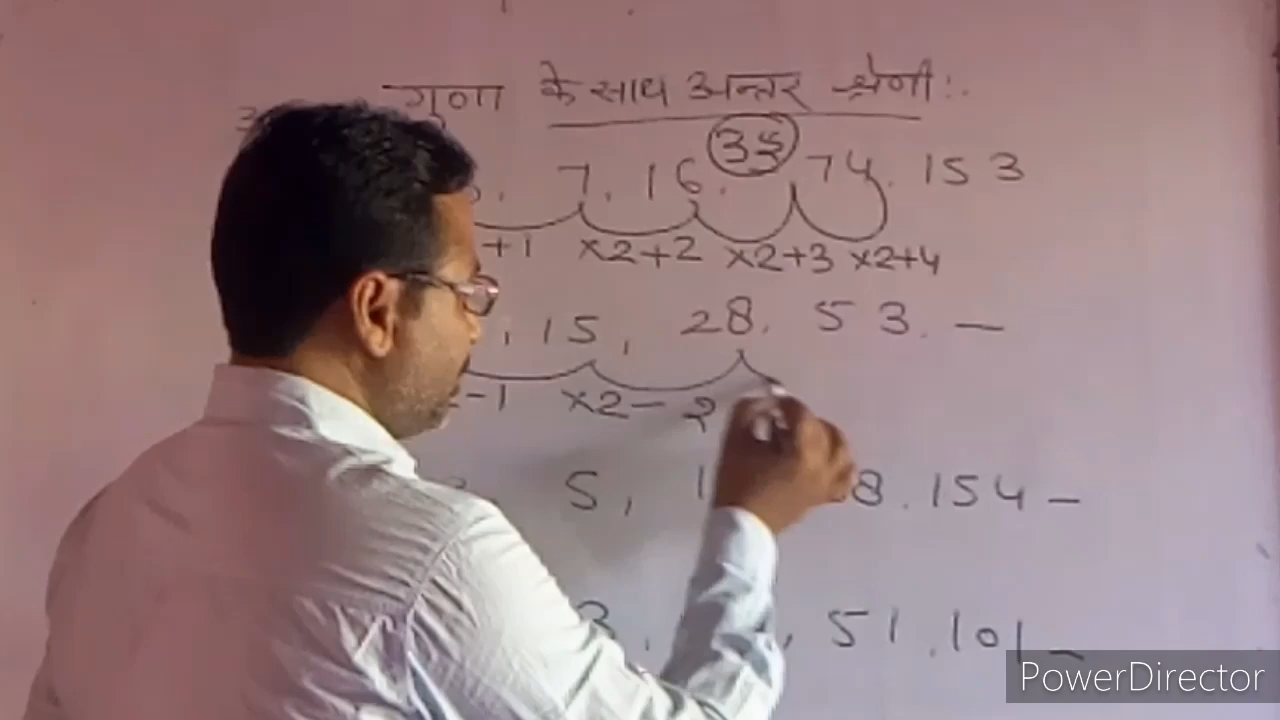 गुणा के साथ अन्तर श्रेणी:.
7, 16, 35, 74, 153
+1 ×2+2 ×2+3 ×2+4
, 15, 28, 53, —
-1 ×2-2
5, 8, 154 —
, 51, 101 —
PowerDirector